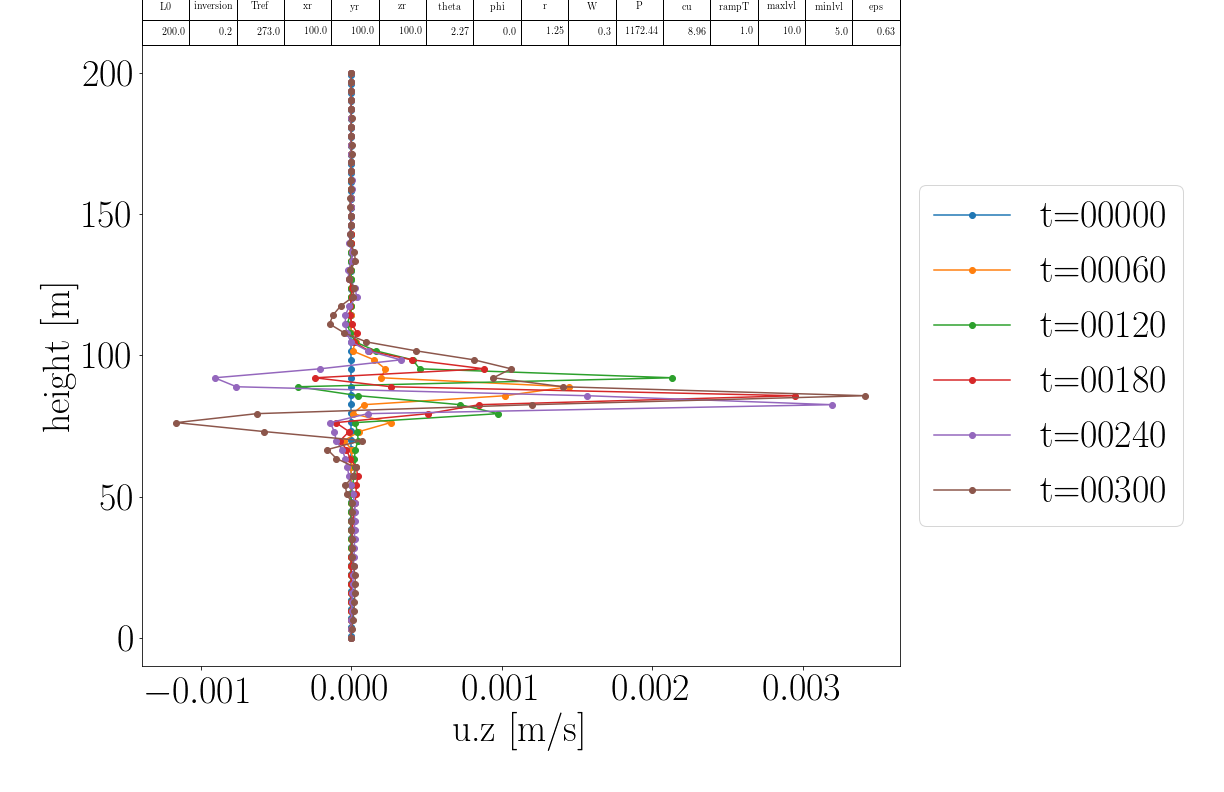 L0 inversion Tref xr yr zr theta phi r W P cu rampT maxlvl minlvl eps
200.0 0.2 273.0 100.0 100.0 100.0 2.27 0.0 1.25 0.3 1172.44 8.96 1.0 10.0 5.0 0.63
200
150
100
50
0
height [m]
−0.001 0.000 0.001 0.002 0.003
u.z [m/s]
t=00000
t=00060
t=00120
t=00180
t=00240
t=00300